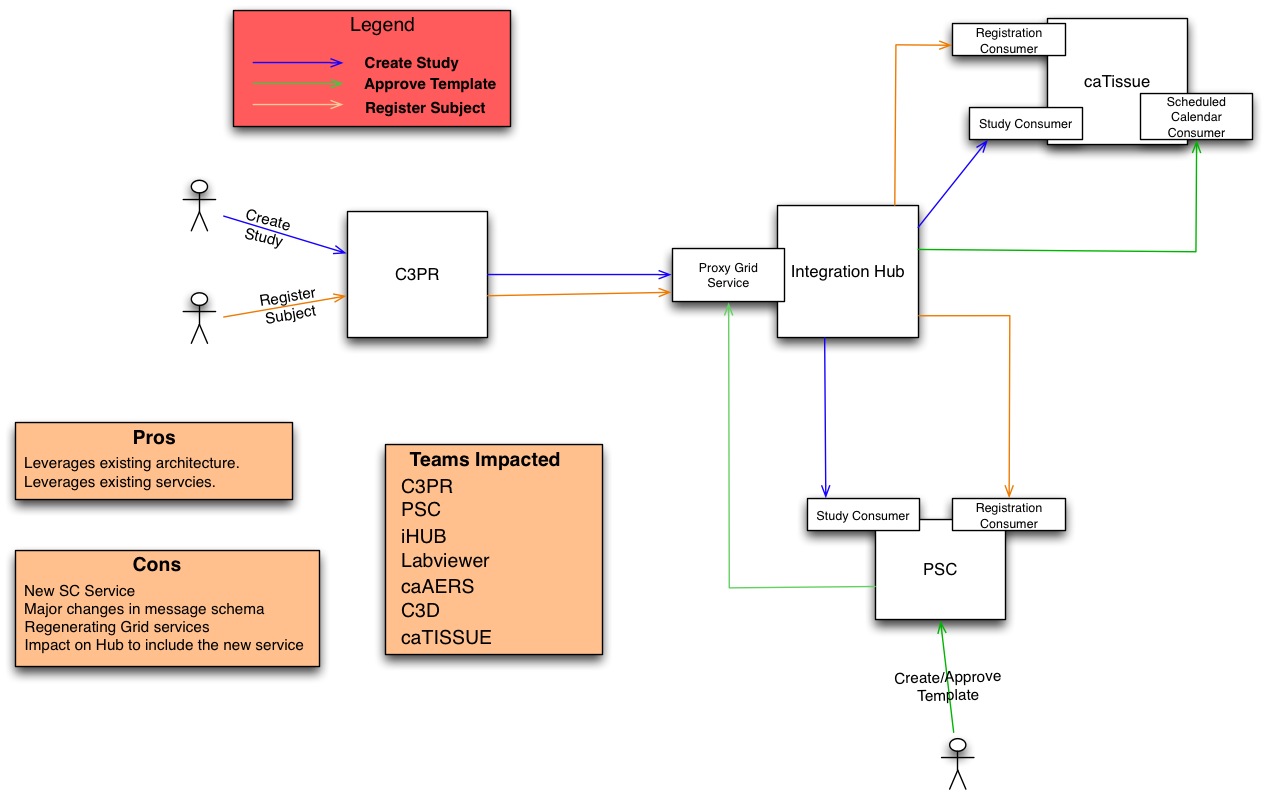 Legend
Create Study
Approve Template
Register Subject
Registration
Consumer
caTissue
Scheduled
Calendar
Consumer
Study Consumer
Create
Study
C3PR
Register
Subject
Proxy Grid
Service
Integration Hub
Pros
Leverages existing architecture.
Leverages existing servcies.
Cons
New SC Service
Major changes in message schema
Regenerating Grid services
Impact on Hub to include the new service
Teams Impacted
C3PR
PSC
iHUB
Labviewer
caAERS
C3D
caTISSUE
Study Consumer
Registration
Consumer
PSC
Create/Approve
Template